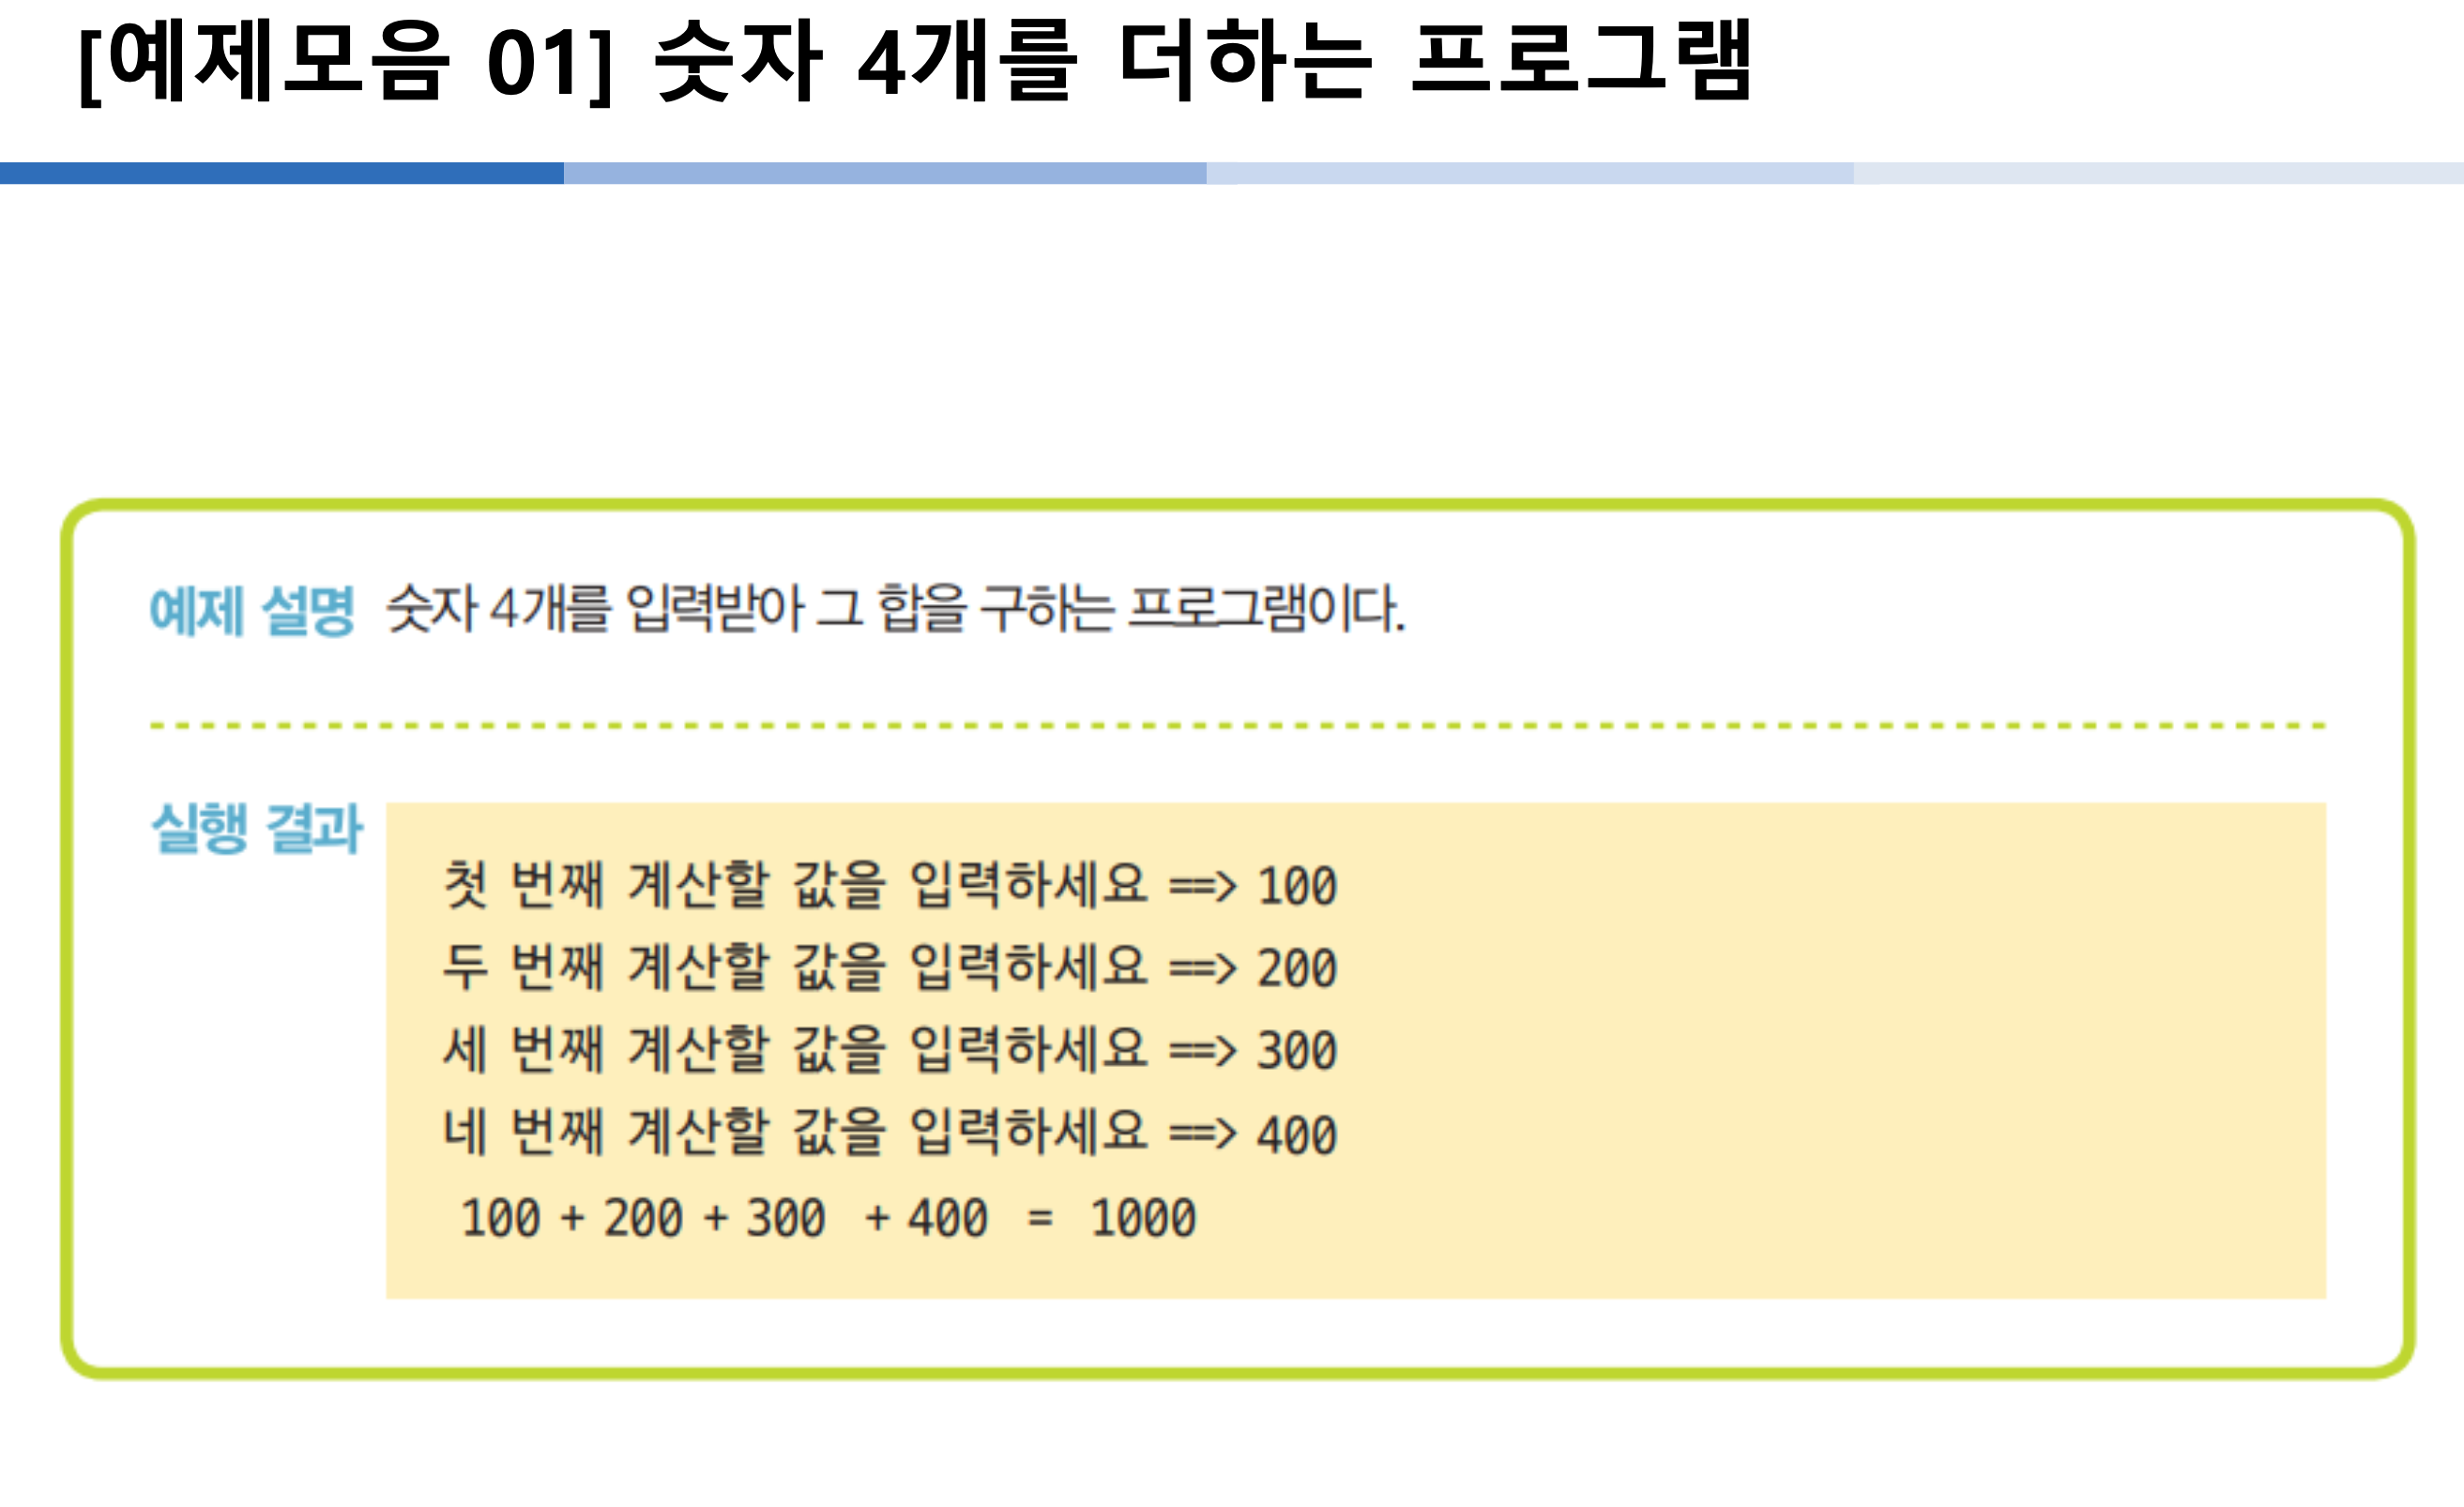 [예제모음 01] 숫자 4개를 더하는 프로그램
예제 설명 숫자 4개를 입력받아 그 합을 구하는 프로그램이다.
실행 결과
첫 번째 계산할 값을 입력하세요 ==> 100
두 번째 계산할 값을 입력하세요 ==> 200
세 번째 계산할 값을 입력하세요 ==> 300
네 번째 계산할 값을 입력하세요 ==> 400
100 + 200 + 300 + 400 = 1000